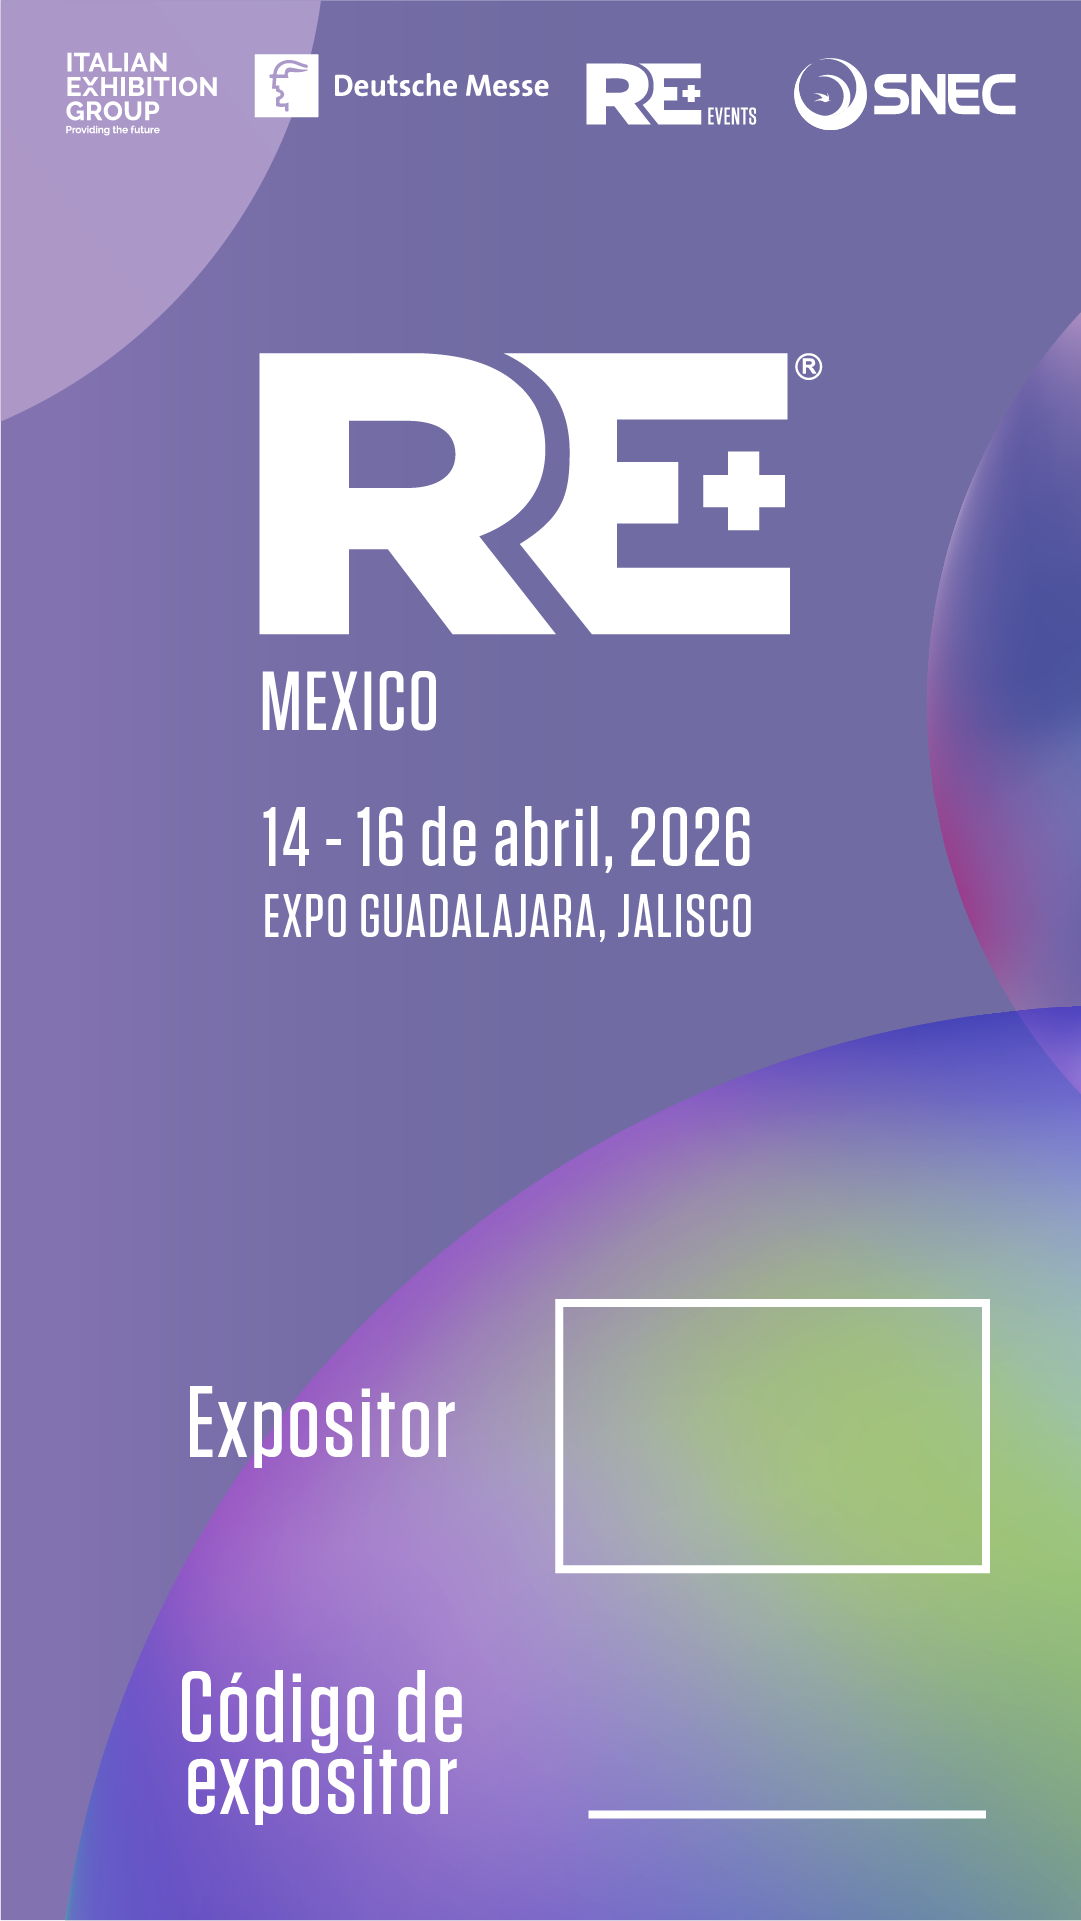 ITALIAN
EXHIBITION
GROUP
Providing the future
Deutsche Messe
RE+ EVENTS
SNEC
RE+®
MEXICO
14 - 16 de abril, 2026
EXPO GUADALAJARA, JALISCO
Expositor
Código de
expositor